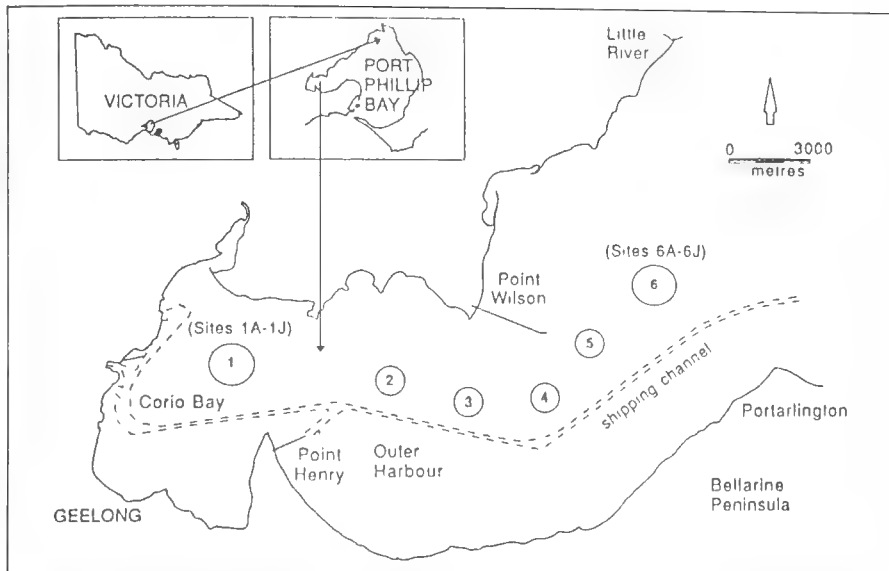 VICTORIA
PORT
PHILLIP
BAY
Little
River
0 3000
metres
(Sites 6A-6J)
6
Point
Wilson
5
(Sites 1A-1J)
1
2
3
4
Corio Bay
shipping channel
Portarlington
Point
Henry
Outer
Harbour
Bellarine
Peninsula
GEELONG